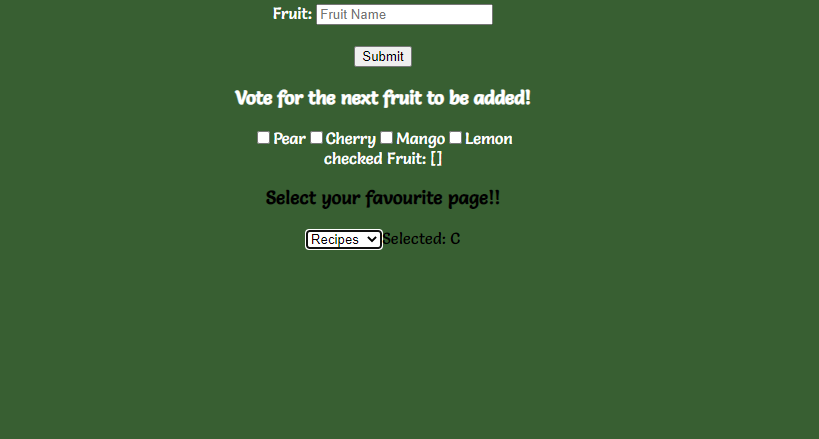 Fruit: Fruit Name
Submit
Vote for the next fruit to be added!
Pear Cherry Mango Lemon
checked Fruit: []
Select your favourite page!!
Recipes Selected: C